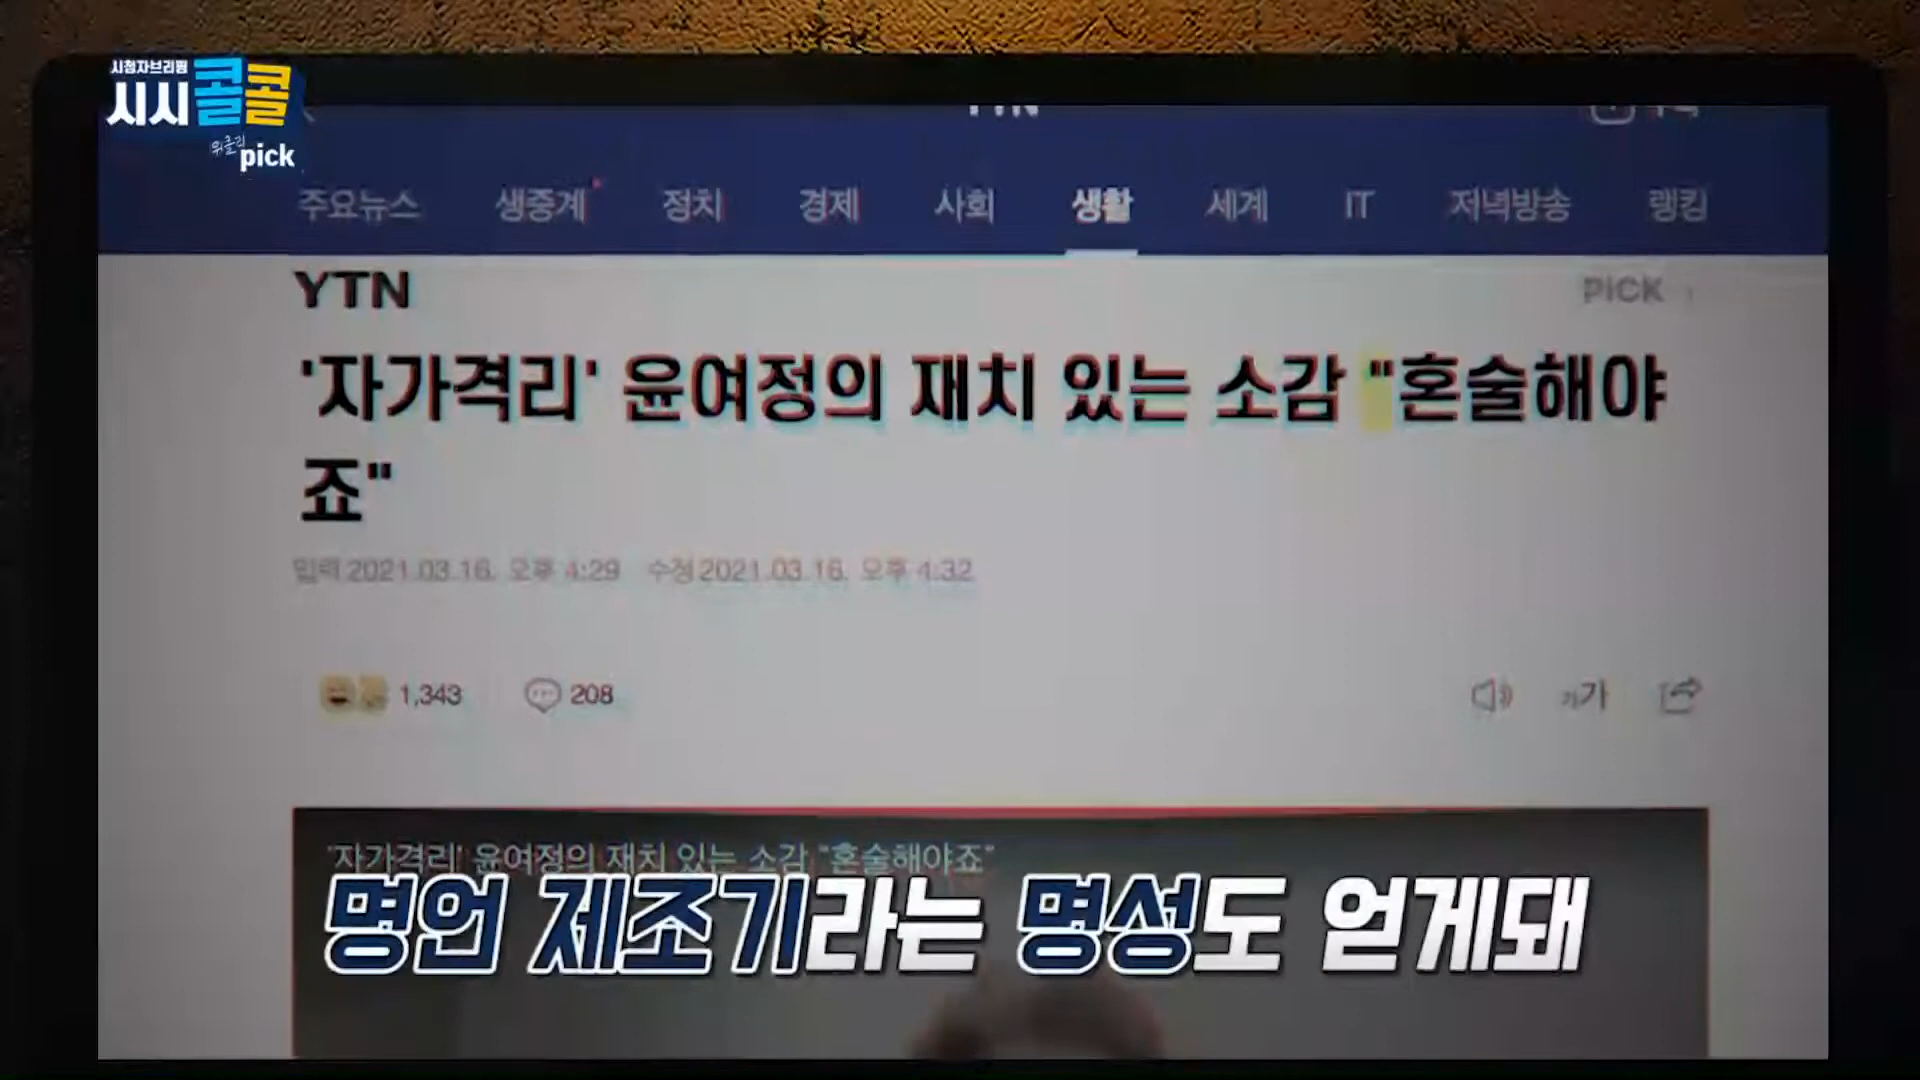 시청자브리핑
시시콜콜
위클리
pick
주요뉴스 생중계 정치 경제 사회 생활 세계 IT 저녁방송 랭킹
YTN PICK
'자가격리' 윤여정의 재치 있는 소감 "혼술해야
죠"
입력 2021.03.16. 오후 4:29 수정 2021.03.16. 오후 4:32
1,343 208 가가
'자가격리' 윤여정의 재치 있는 소감 "혼술해야죠"
명언 제조기라는 명성도 얻게돼